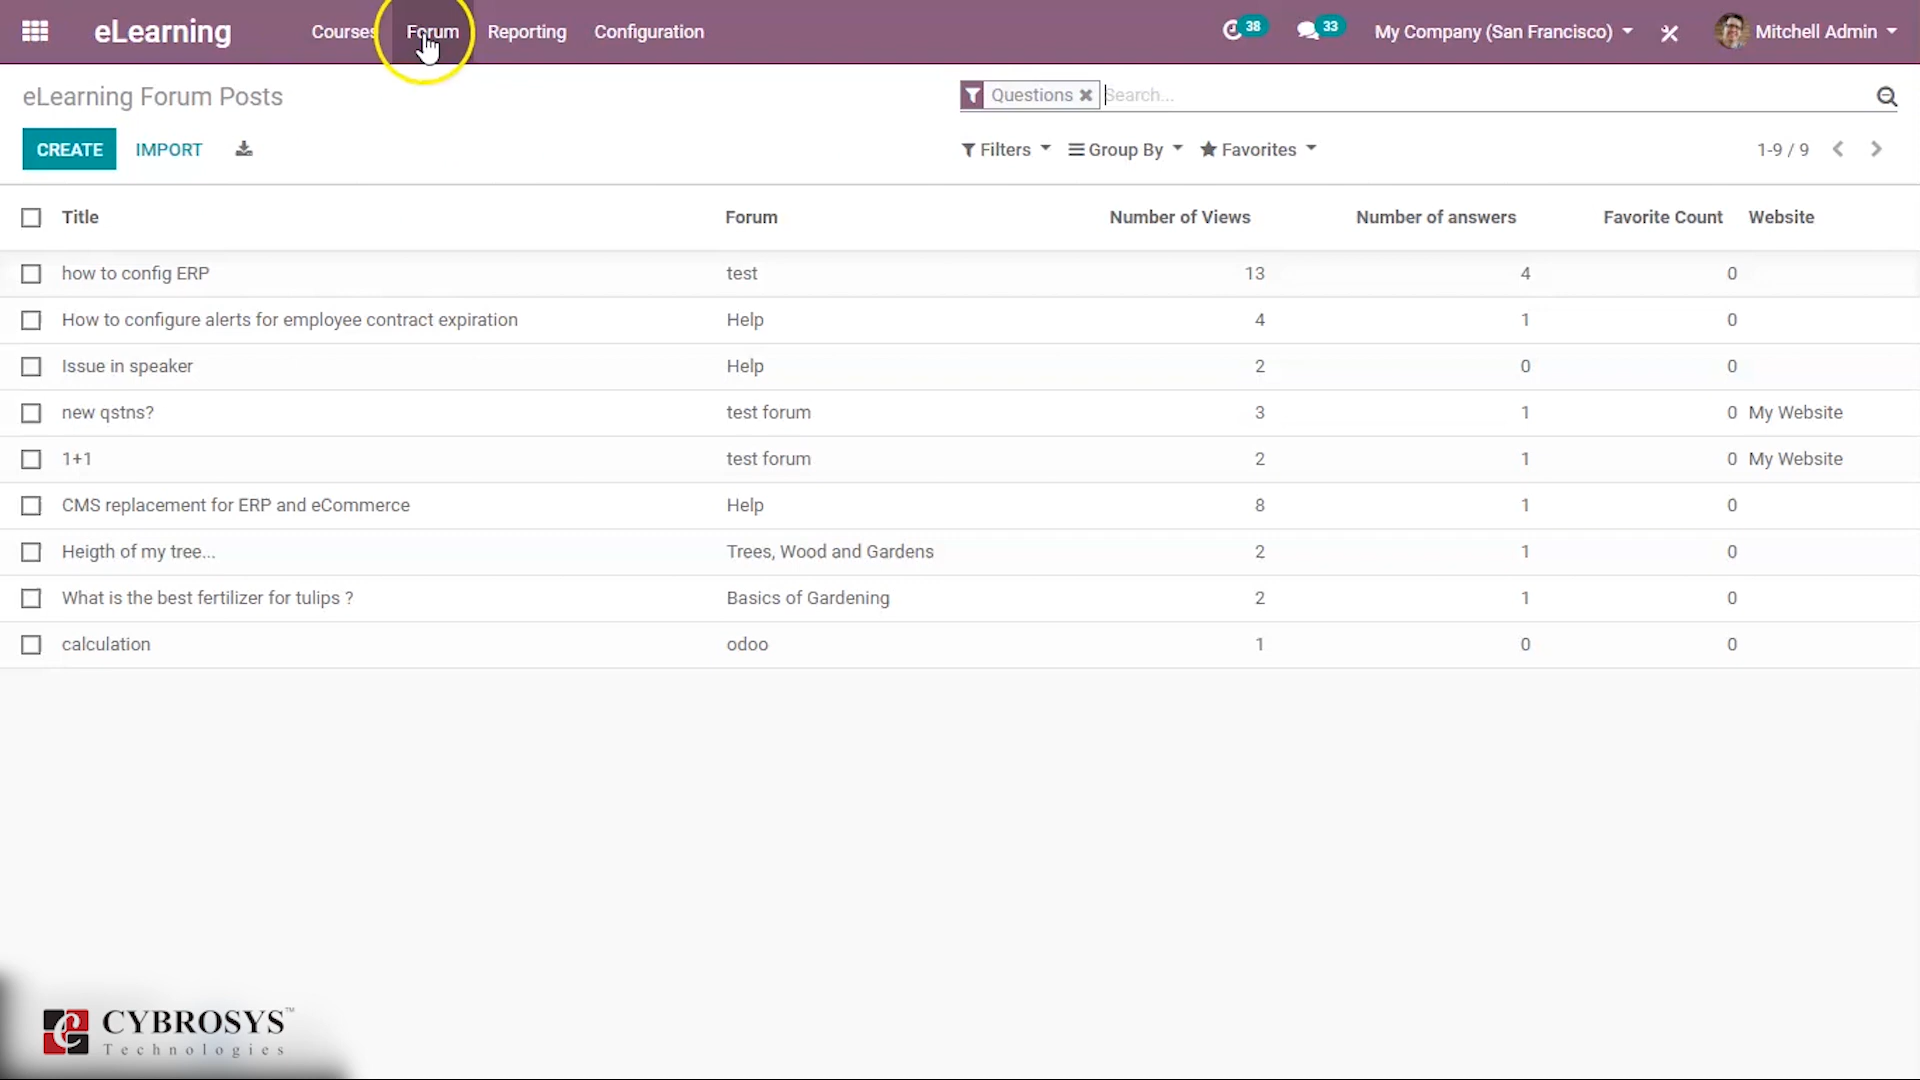 eLearning Courses Forum Reporting Configuration 38 33 My Company (San Francisco) Mitchell Admin
eLearning Forum Posts Questions Search...
CREATE IMPORT Filters Group By Favorites 1-9 / 9
Title Forum Number of Views Number of answers Favorite Count Website
how to config ERP test 13 4 0
How to configure alerts for employee contract expiration Help 4 1 0
Issue in speaker Help 2 0 0
new qstns? test forum 3 1 0 My Website
1+1 test forum 2 1 0 My Website
CMS replacement for ERP and eCommerce Help 8 1 0
Heigth of my tree... Trees, Wood and Gardens 2 1 0
What is the best fertilizer for tulips ? Basics of Gardening 2 1 0
calculation odoo 1 0 0
CYBROSYS™
Technologies